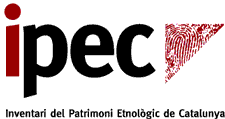 ipec
Inventari del Patrimoni Etnològic de Catalunya